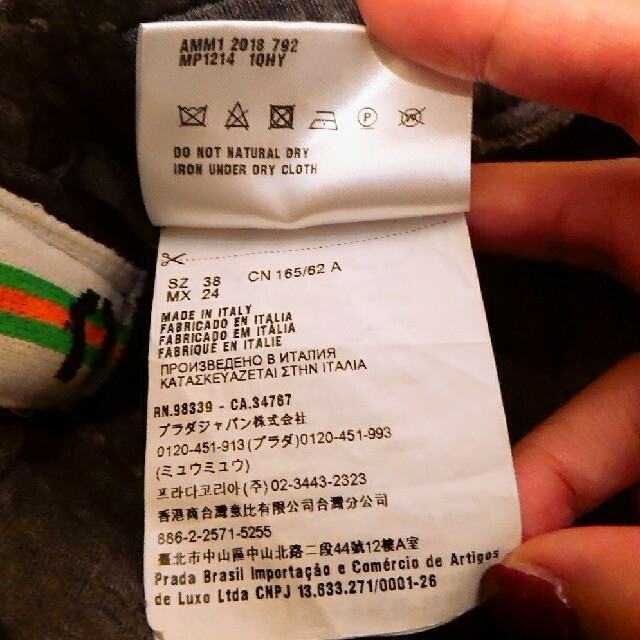 AMM1 2018 792
MP1214 1QHY
DO NOT NATURAL DRY
IRON UNDER DRY CLOTH
SZ 38 CN 165/62 A
MX 24
MADE IN ITALY
FABRICADO EN ITALIA
FABRICADO EM ITÁLIA
FABRIQUÉ EN ITALIE
ПРОИЗВЕДЕНО В ИТАЛИЯ
ΚΑΤΑΣΚΕΥΑΖΕΤΑΙ ΣΤΗΝ ΙΤΑΛΙΑ
RN.98339 - CA.34767
プラダジャパン株式会社
0120-451-913(プラダ)0120-451-993
(ミュウミュウ)
프라다코리아(주)02-3443-2323
香港商台灣意比有限公司台灣分公司
886-2-2571-5255
臺北市中山區中山北路二段44號12樓A室
Prada Brasil Importação e Comércio de Artigos
de Luxo Ltda CNPJ 13.633.271/0001-26